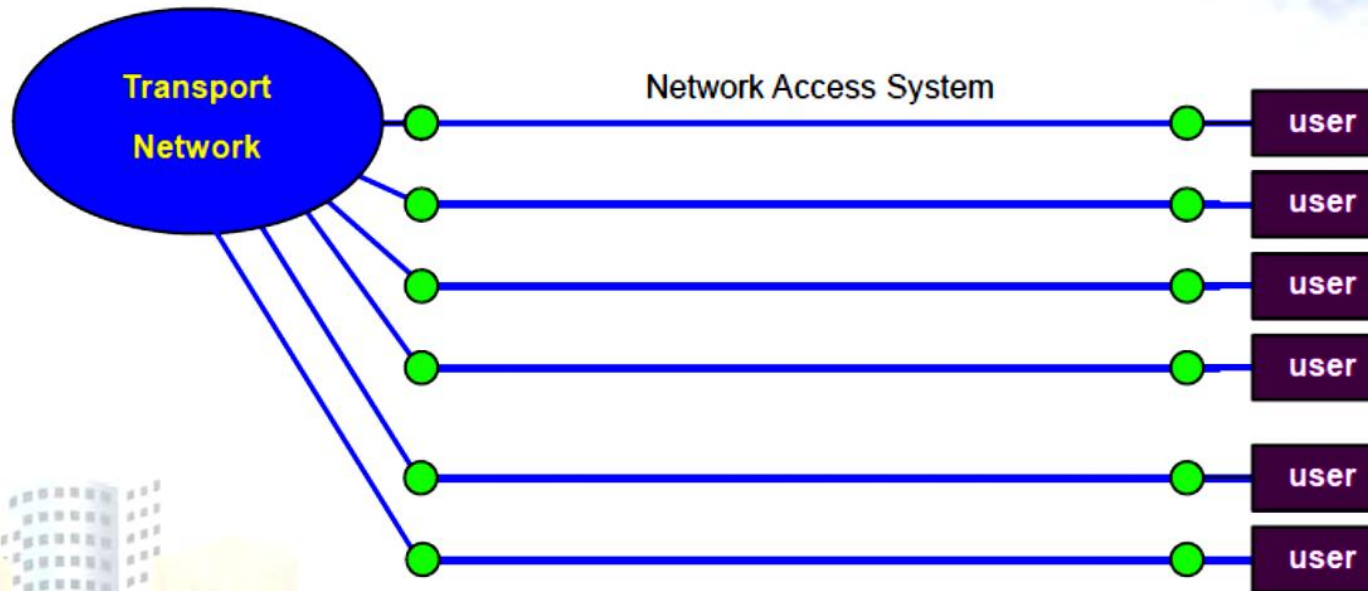 Transport
Network
Network Access System
user
user
user
user
user
user